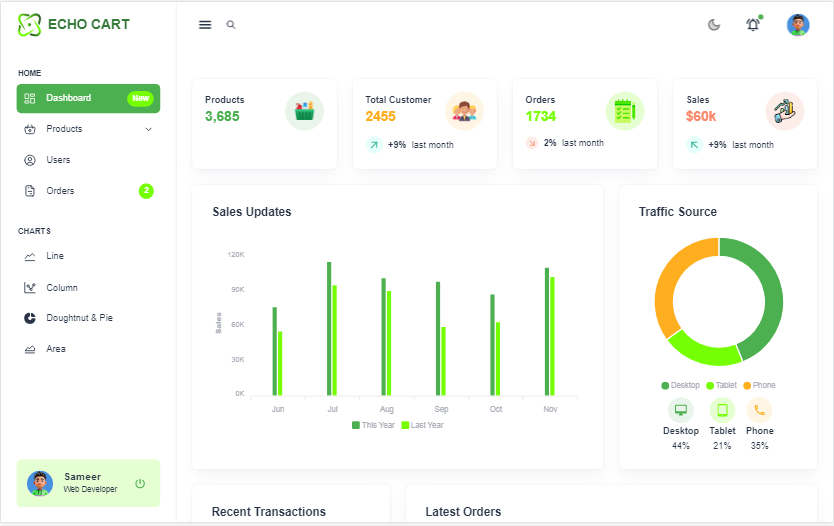 ECHO CART
HOME
Dashboard New
Products
Users
Orders 2
CHARTS
Line
Column
Doughtnut & Pie
Area
Sameer
Web Developer
Products
3,685
Total Customer
2455
+9% last month
Orders
1734
2% last month
Sales
$60k
+9% last month
Sales Updates
120K
90K
60K
30K
0K
Sales
Jun Jul Aug Sep Oct Nov
This Year Last Year
Traffic Source
Desktop Tablet Phone
Desktop Tablet Phone
44% 21% 35%
Recent Transactions
Latest Orders